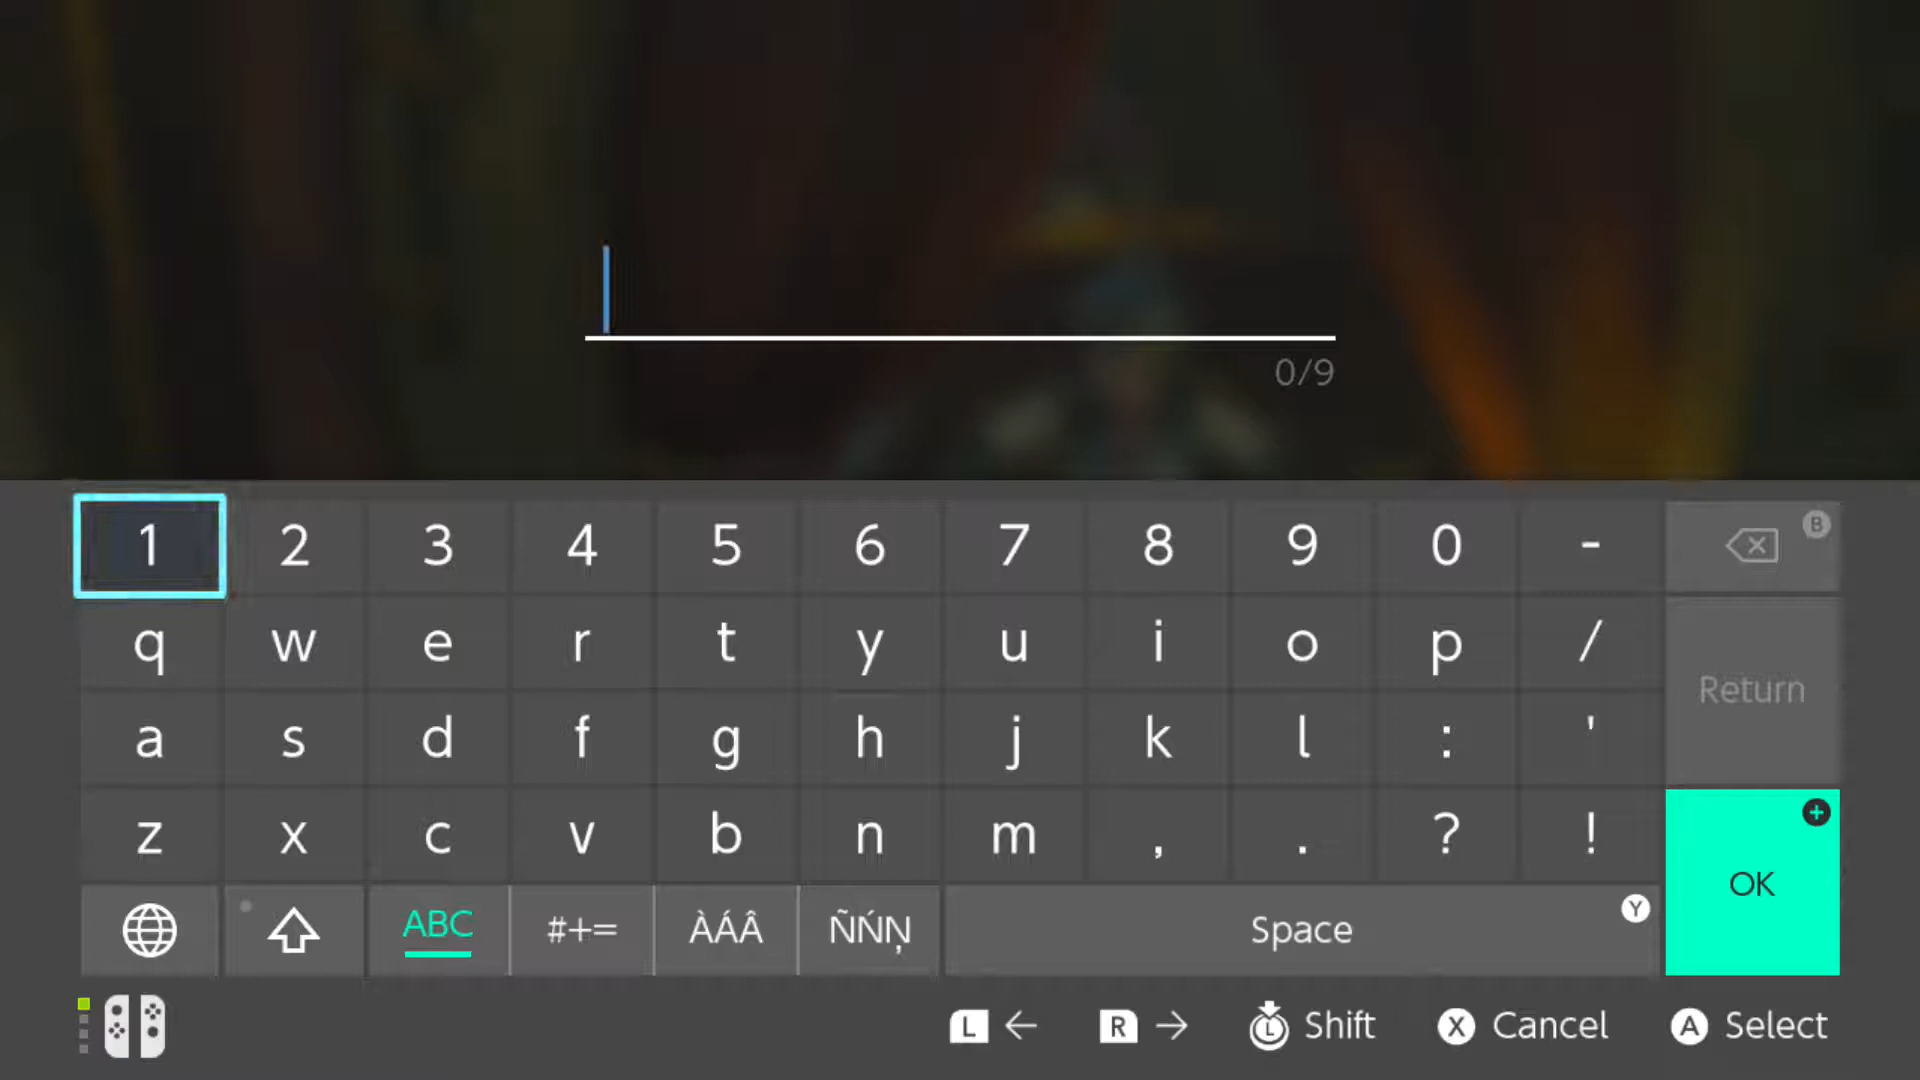 0/9
1 2 3 4 5 6 7 8 9 0 - B
q w e r t y u i o p / Return
a s d f g h j k l : '
z x c v b n m , . ? ! + OK
ABC #+= ÀÁÂ ÑŃŅ Space Y
L ← R → L Shift X Cancel A Select